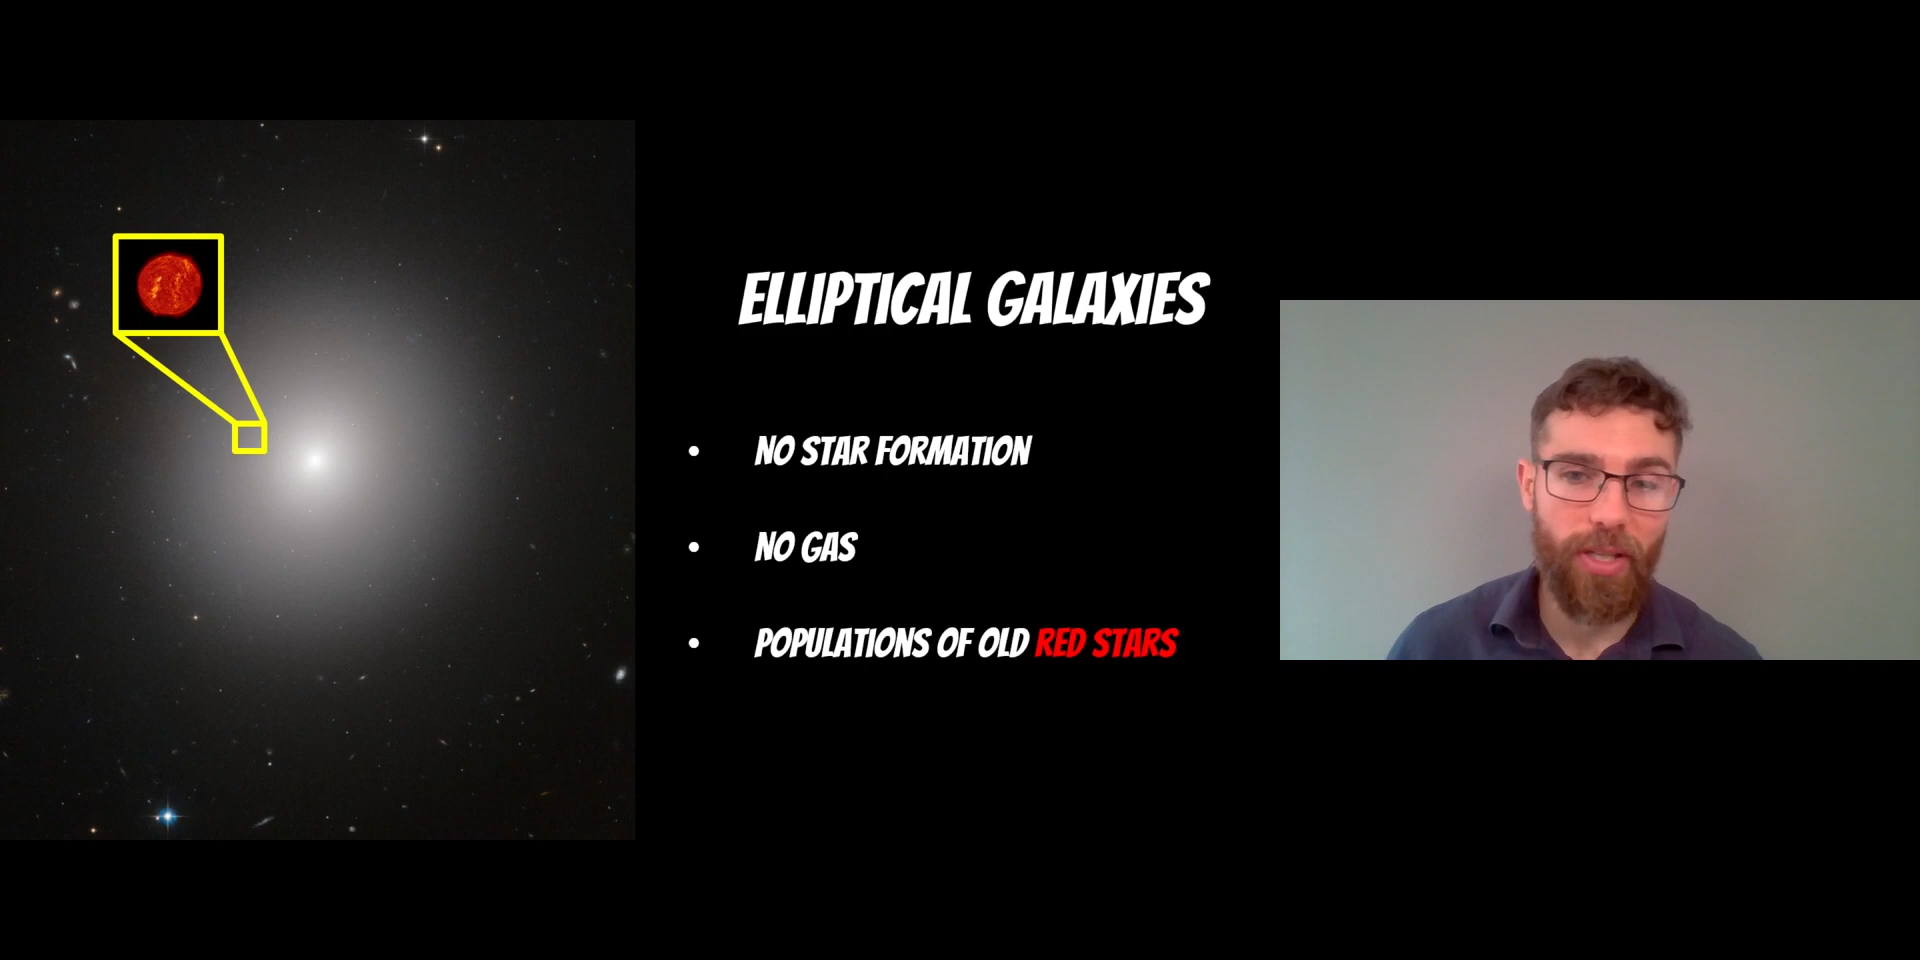 ELLIPTICAL GALAXIES
• NO STAR FORMATION
• NO GAS
• POPULATIONS OF OLD RED STARS